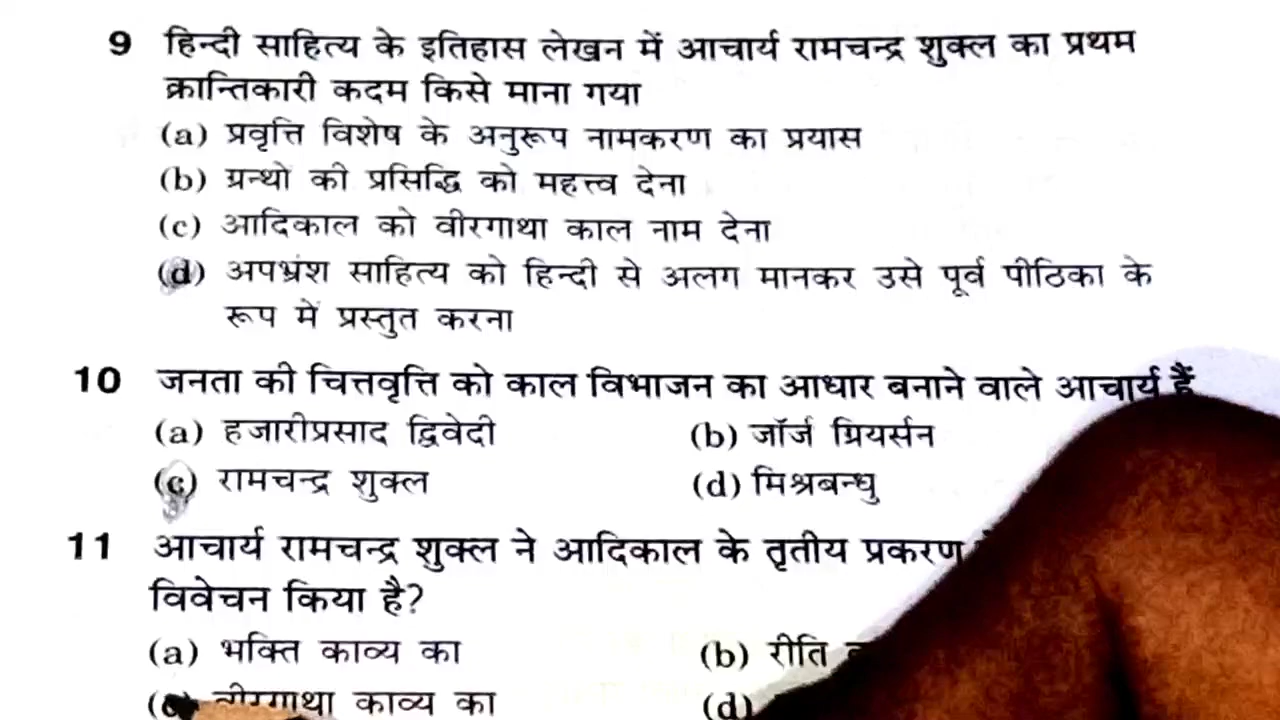 9 हिन्दी साहित्य के इतिहास लेखन में आचार्य रामचन्द्र शुक्ल का प्रथम
क्रान्तिकारी कदम किसे माना गया
(a) प्रवृत्ति विशेष के अनुरूप नामकरण का प्रयास
(b) ग्रन्थो की प्रसिद्धि को महत्त्व देना
(c) आदिकाल को वीरगाथा काल नाम देना
(d) अपभ्रंश साहित्य को हिन्दी से अलग मानकर उसे पूर्व पीठिका के
रूप में प्रस्तुत करना
10 जनता की चित्तवृत्ति को काल विभाजन का आधार बनाने वाले आचार्य हैं
(a) हजारीप्रसाद द्विवेदी (b) जॉर्ज ग्रियर्सन
(c) रामचन्द्र शुक्ल (d) मिश्रबन्धु
11 आचार्य रामचन्द्र शुक्ल ने आदिकाल के तृतीय प्रकरण
विवेचन किया है?
(a) भक्ति काव्य का (b) रीति
वीरगाथा काव्य का (d)